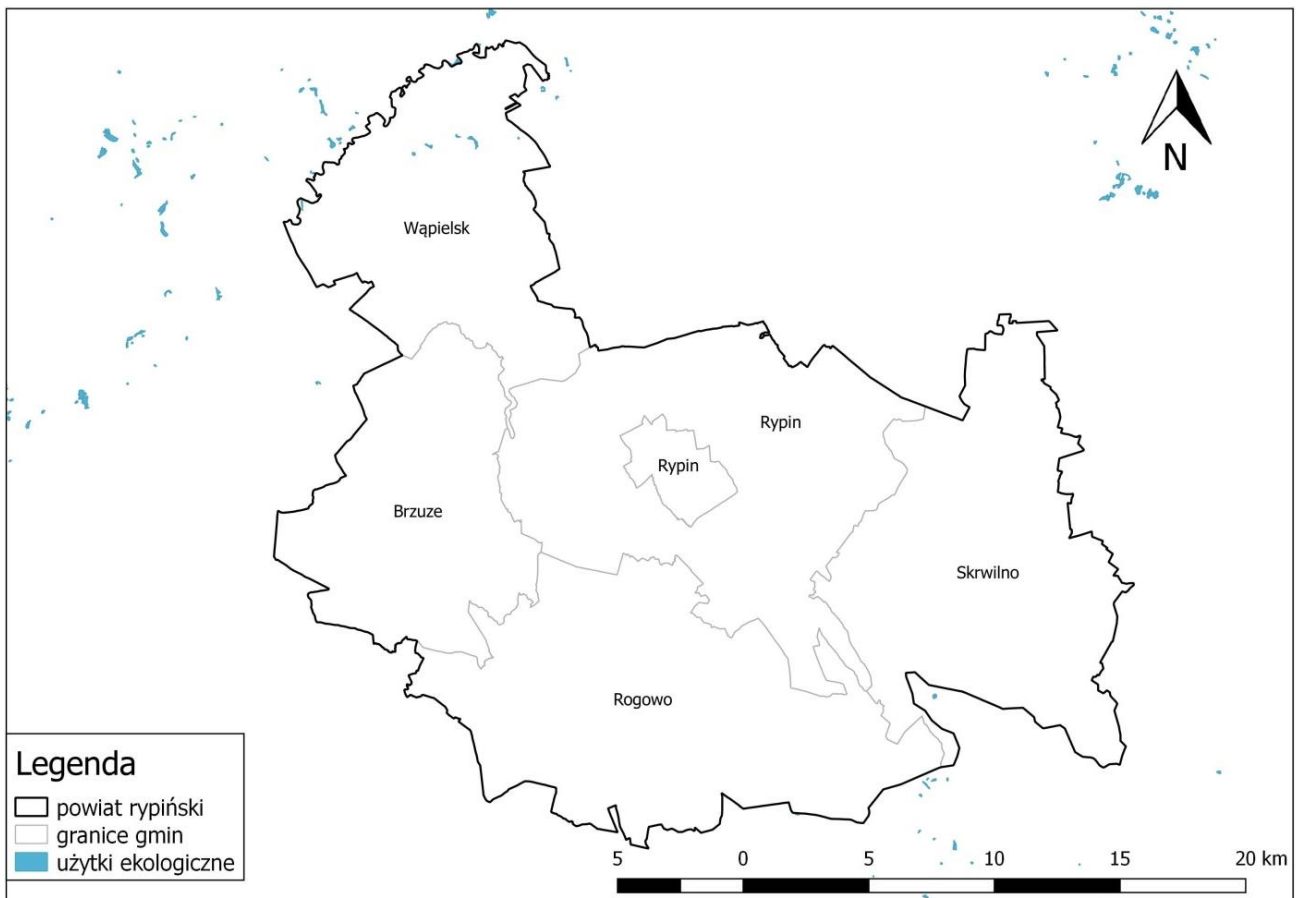 N
Wąpielsk
Rypin
Rypin
Brzuze
Skrwilno
Rogowo
Legenda
powiat rypiński
granice gmin
użytki ekologiczne
5 0 5 10 15 20 km